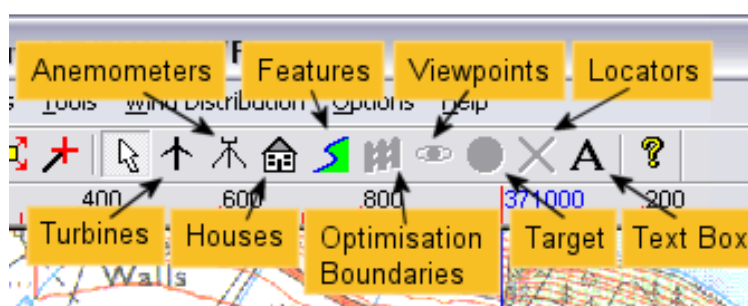 Anemometers Features Viewpoints Locators
Tools Wind Distribution Options Help
A ?
400 600 800 371000 200
Turbines Houses Optimisation Boundaries Target Text Box
Walls